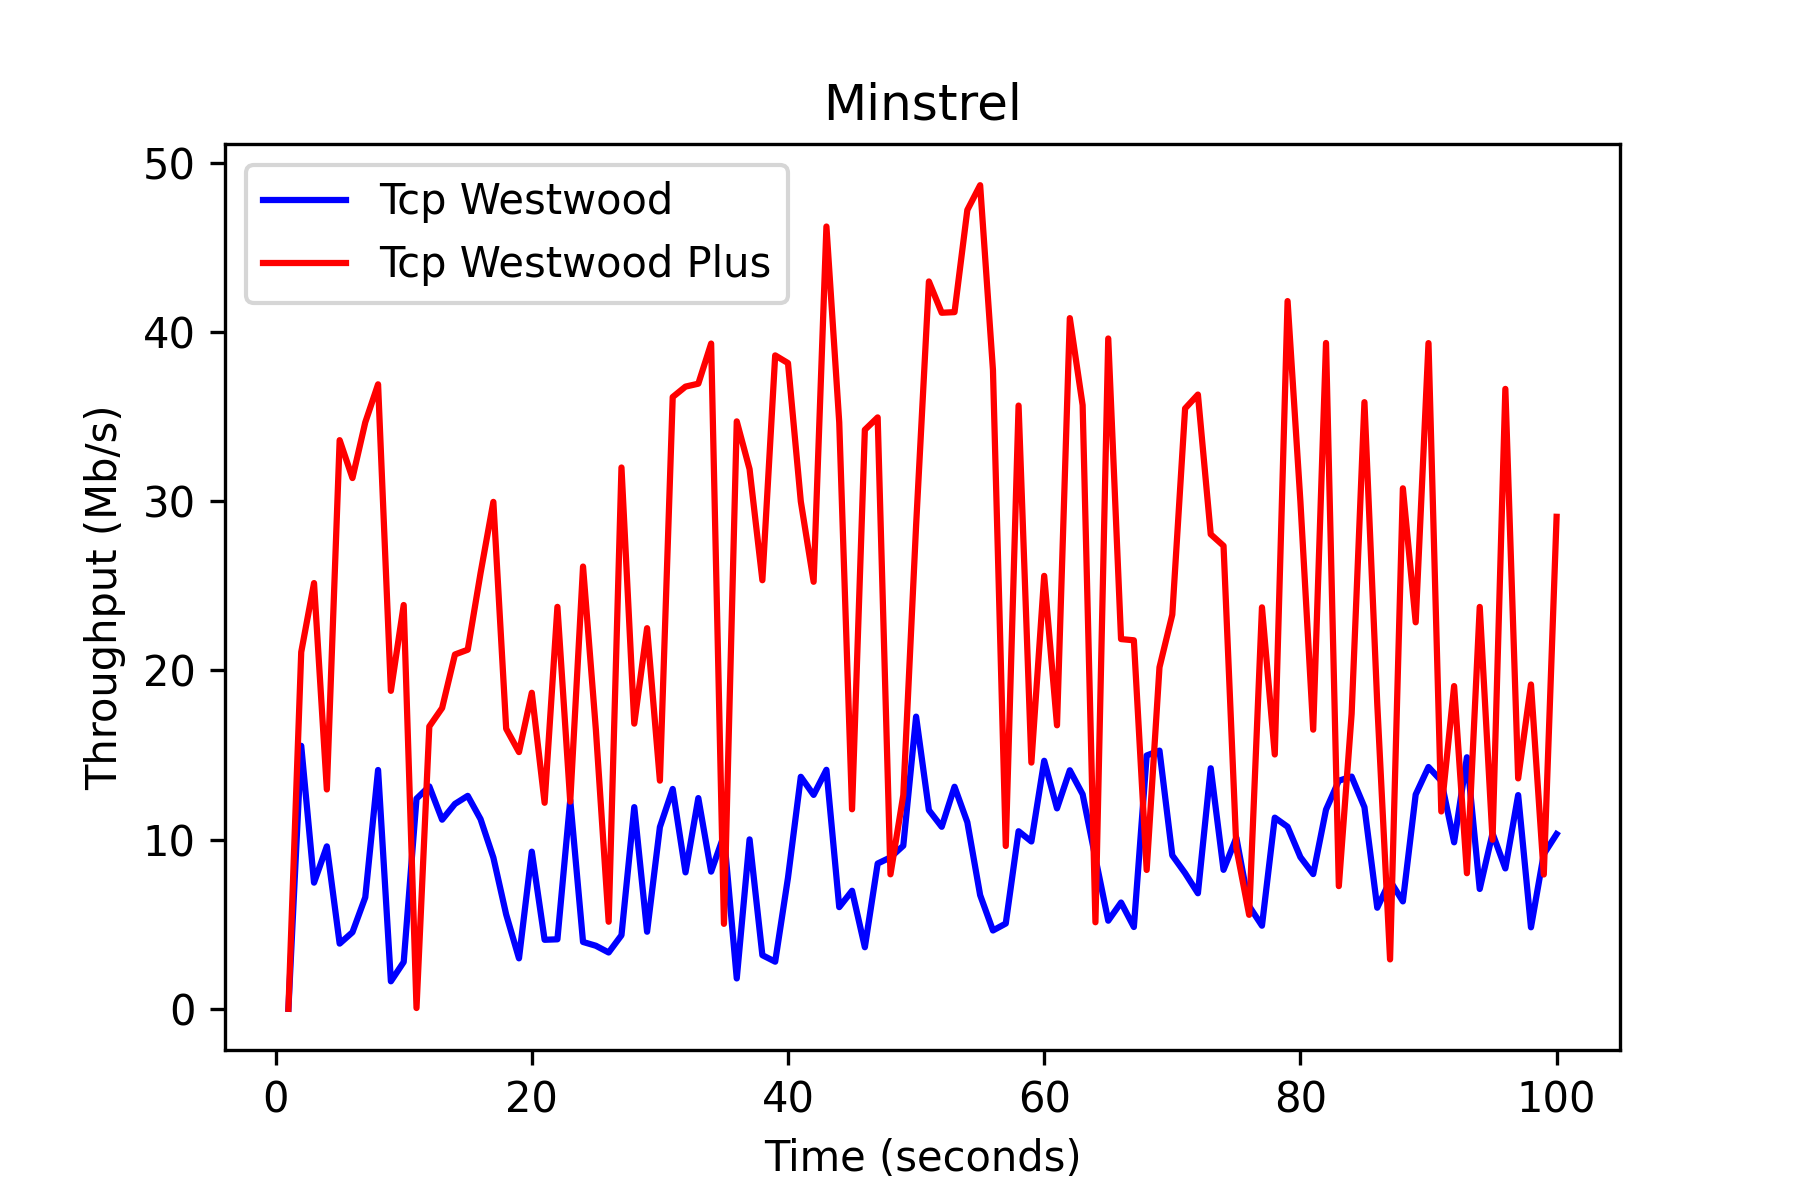 Minstrel
Tcp Westwood
Tcp Westwood Plus
Throughput (Mb/s)
50
40
30
20
10
0
0 20 40 60 80 100
Time (seconds)